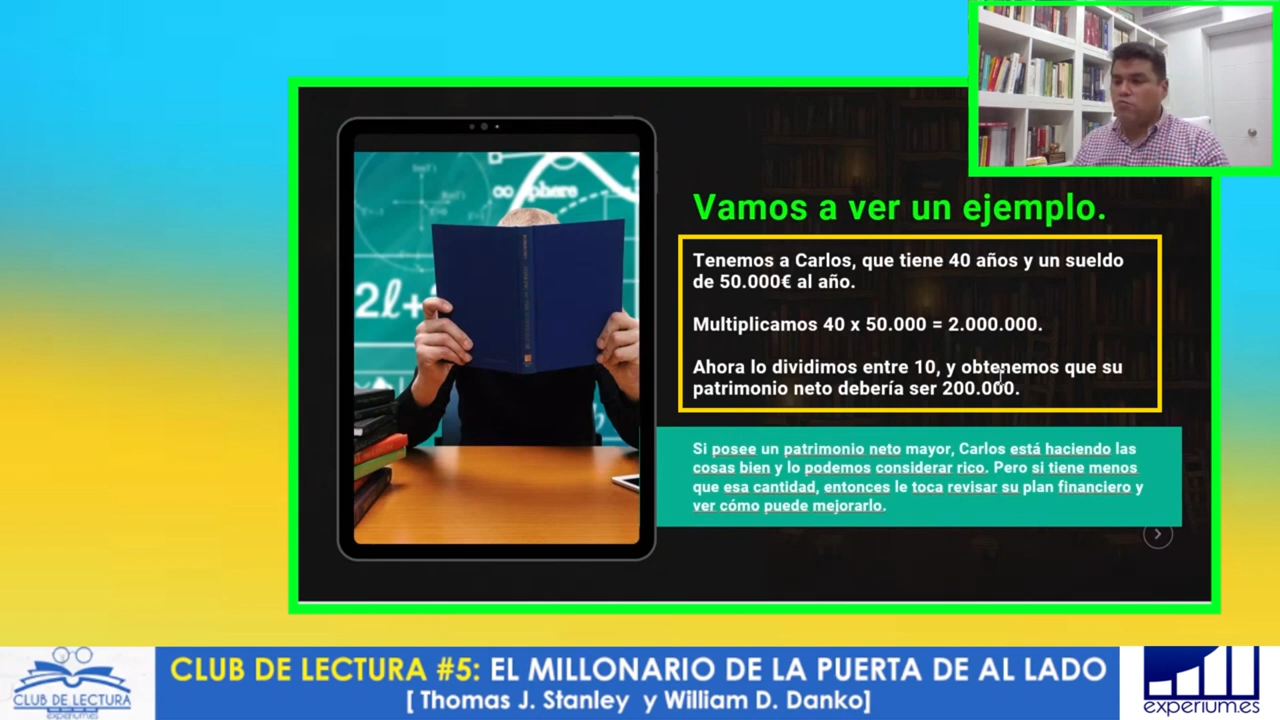 Vamos a ver un ejemplo.
Tenemos a Carlos, que tiene 40 años y un sueldo
de 50.000€ al año.
Multiplicamos 40 x 50.000 = 2.000.000.
Ahora lo dividimos entre 10, y obtenemos que su
patrimonio neto debería ser 200.000.
Si posee un patrimonio neto mayor, Carlos está haciendo las
cosas bien y lo podemos considerar rico. Pero si tiene menos
que esa cantidad, entonces le toca revisar su plan financiero y
ver cómo puede mejorarlo.
∞ sphere
2ℓ+
CLUB DE LECTURA #5: EL MILLONARIO DE LA PUERTA DE AL LADO
[ Thomas J. Stanley y William D. Danko]
CLUB DE LECTURA
experium.es
experium.es